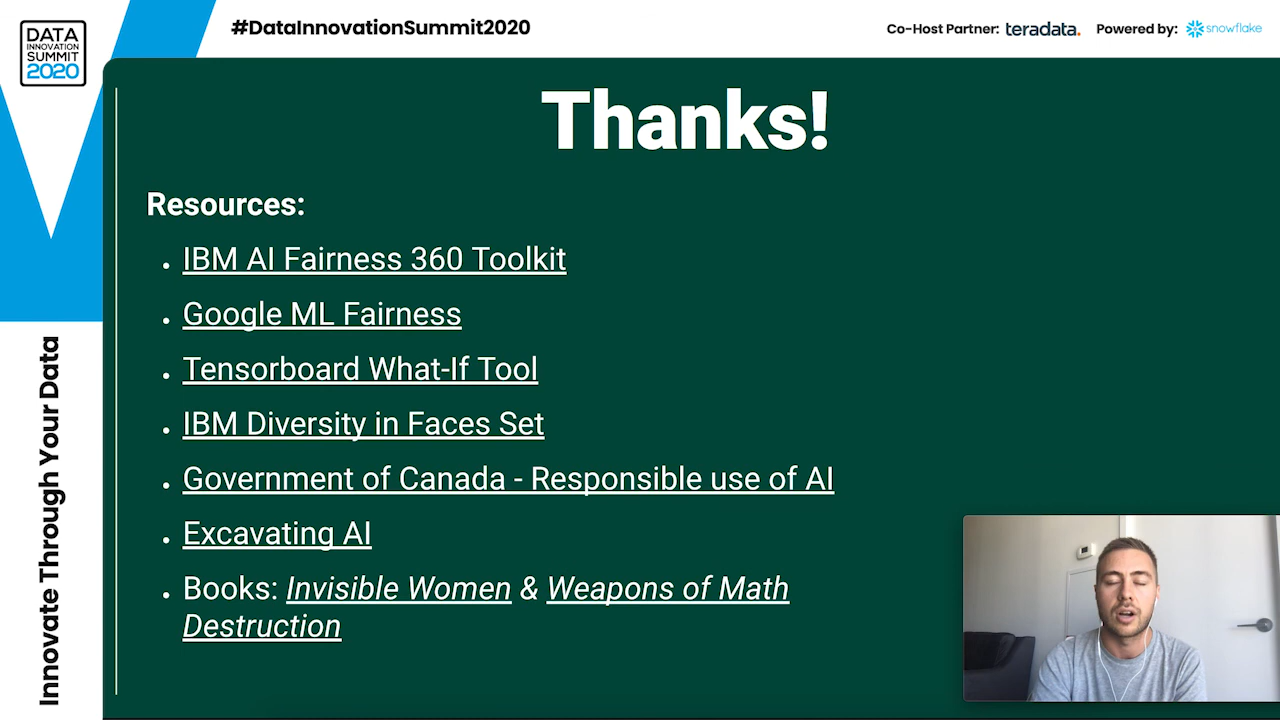 DATA
INNOVATION
SUMMIT
2020
#DataInnovationSummit2020
Co-Host Partner: teradata. Powered by: snowflake
Innovate Through Your Data
Thanks!
Resources:
• IBM AI Fairness 360 Toolkit
• Google ML Fairness
• Tensorboard What-If Tool
• IBM Diversity in Faces Set
• Government of Canada - Responsible use of AI
• Excavating AI
• Books: Invisible Women & Weapons of Math
Destruction